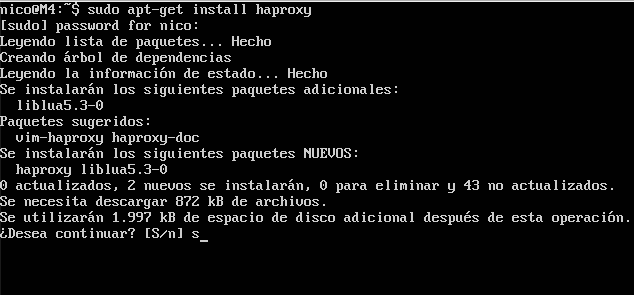 nico@M4:~$ sudo apt-get install haproxy
[sudo] password for nico:
Leyendo lista de paquetes... Hecho
Creando árbol de dependencias
Leyendo la información de estado... Hecho
Se instalarán los siguientes paquetes adicionales:
  liblua5.3-0
Paquetes sugeridos:
  vim-haproxy haproxy-doc
Se instalarán los siguientes paquetes NUEVOS:
  haproxy liblua5.3-0
0 actualizados, 2 nuevos se instalarán, 0 para eliminar y 43 no actualizados.
Se necesita descargar 872 kB de archivos.
Se utilizarán 1.997 kB de espacio de disco adicional después de esta operación.
¿Desea continuar? [S/n] s_